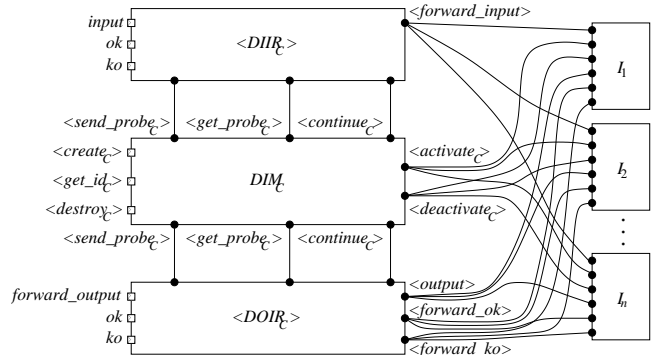 <forward_input>
input
ok
ko
<DIIR_C>
I_1
<send_probe_C> <get_probe_C> <continue_C>
<create_C>
<get_id_C>
<destroy_C>
DIM_C
<activate_C>
<deactivate_C>
I_2
<send_probe_C> <get_probe_C> <continue_C>
forward_output
ok
ko
<DOIR_C>
<output>
<forward_ok>
<forward_ko>
I_n